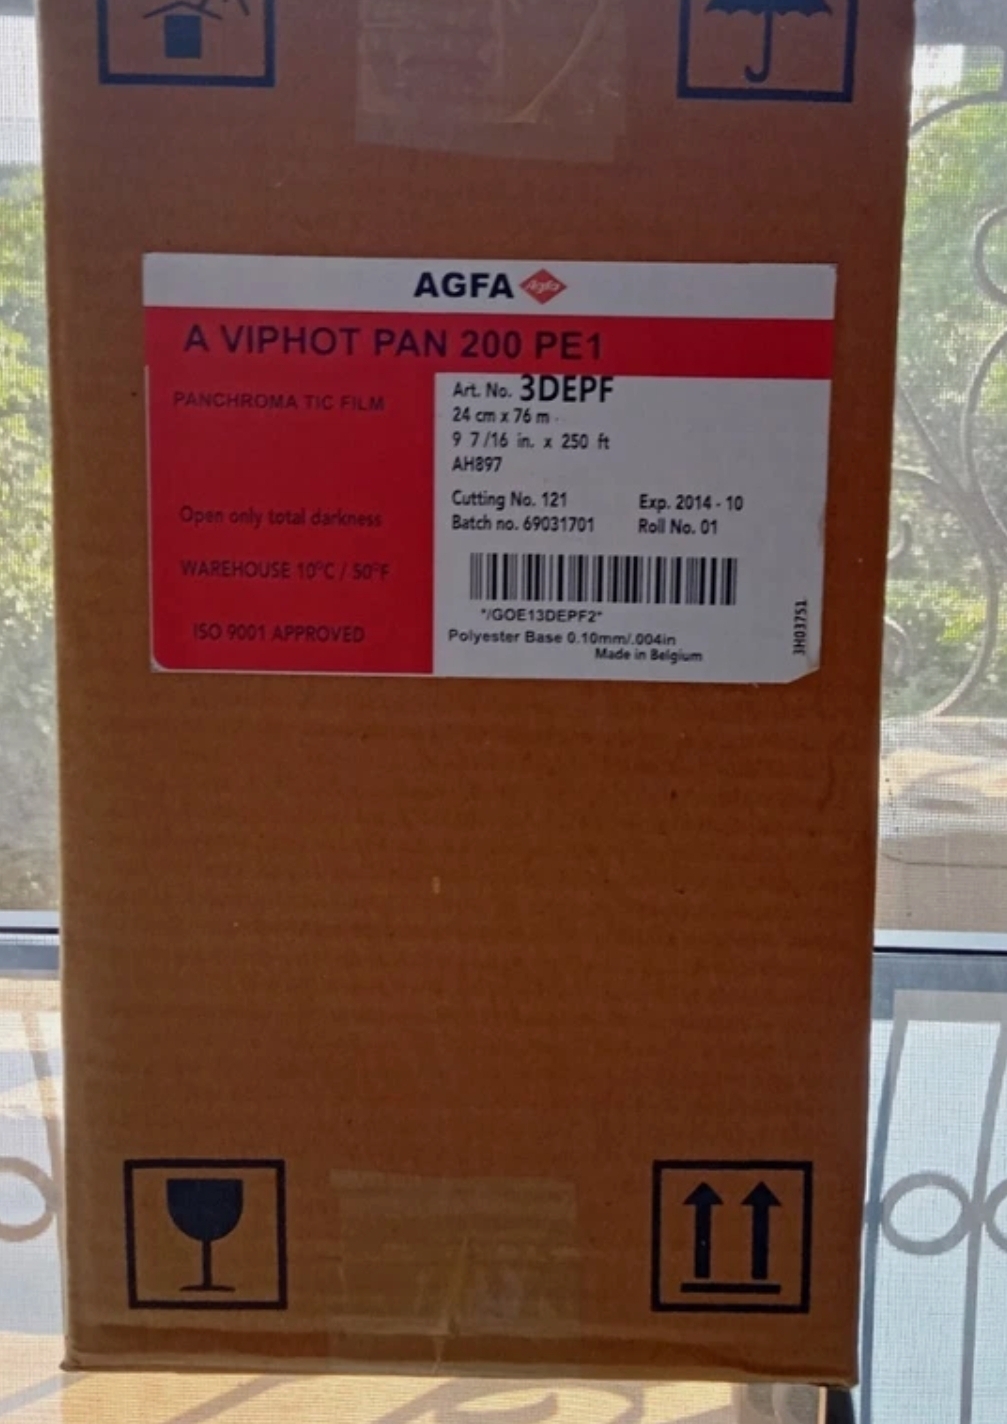 AGFA Agfa
A VIPHOT PAN 200 PE1
PANCHROMA TIC FILM
Open only total darkness
WAREHOUSE 10°C / 50°F
ISO 9001 APPROVED
Art. No. 3DEPF
24 cm x 76 m
9 7/16 in. x 250 ft
AH897
Cutting No. 121 Exp. 2014 - 10
Batch no. 69031701 Roll No. 01
*/GOE13DEPF2*
Polyester Base 0.10mm/.004in
Made in Belgium
3H037S1